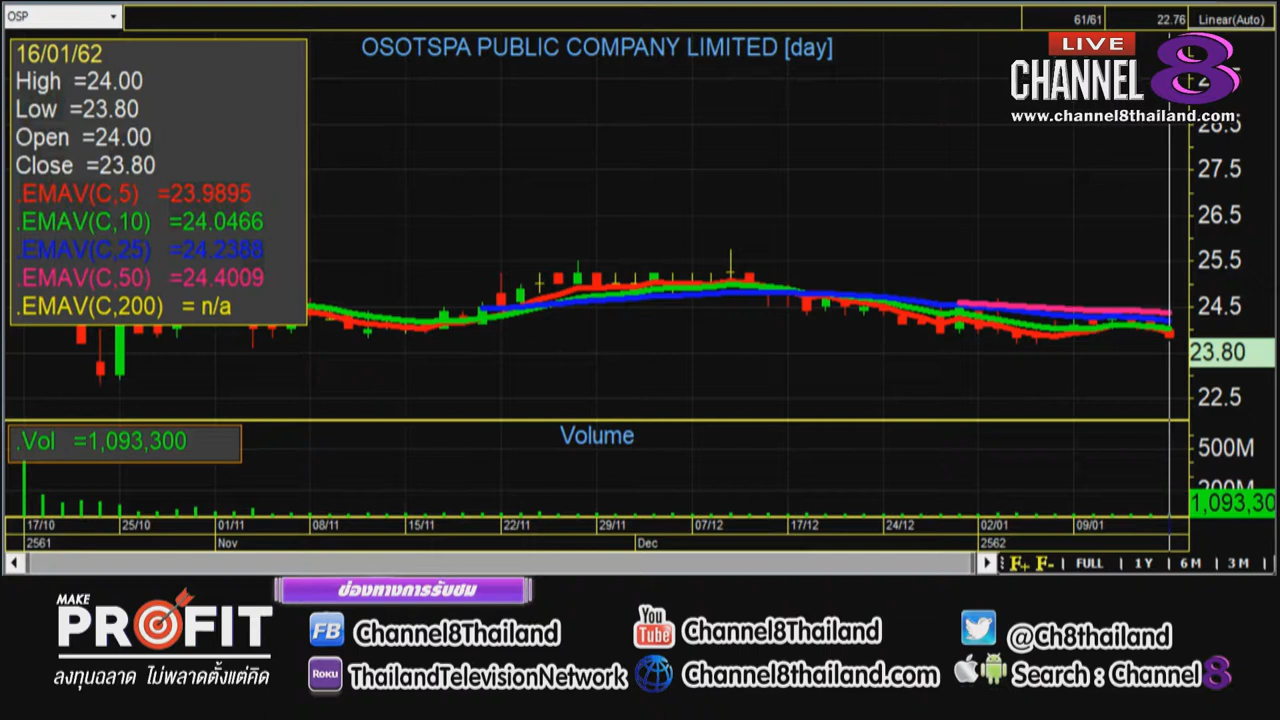 OSP
61/61
22.76
Linear(Auto)
OSOTSPA PUBLIC COMPANY LIMITED [day]
LIVE
CHANNEL 8
www.channel8thailand.com
16/01/62
High =24.00
Low =23.80
Open =24.00
Close =23.80
.EMAV(C,5) =23.9895
.EMAV(C,10) =24.0466
.EMAV(C,25) =24.2388
.EMAV(C,50) =24.4009
.EMAV(C,200) = n/a
28.5
27.5
26.5
25.5
24.5
23.80
22.5
.Vol =1,093,300
Volume
500M
200M
1,093,30
17/10 25/10 01/11 08/11 15/11 22/11 29/11 07/12 17/12 24/12 02/01 09/01
2561 Nov Dec 2562
F+ F- | FULL | 1Y | 6M | 3M |
ช่องทางการรับชม
MAKE
PROFIT
ลงทุนฉลาด ไม่พลาดตั้งแต่คิด
FB Channel8Thailand
You Tube Channel8Thailand
@Ch8thailand
ROKU ThailandTelevisionNetwork
Channel8thailand.com
Search : Channel 8